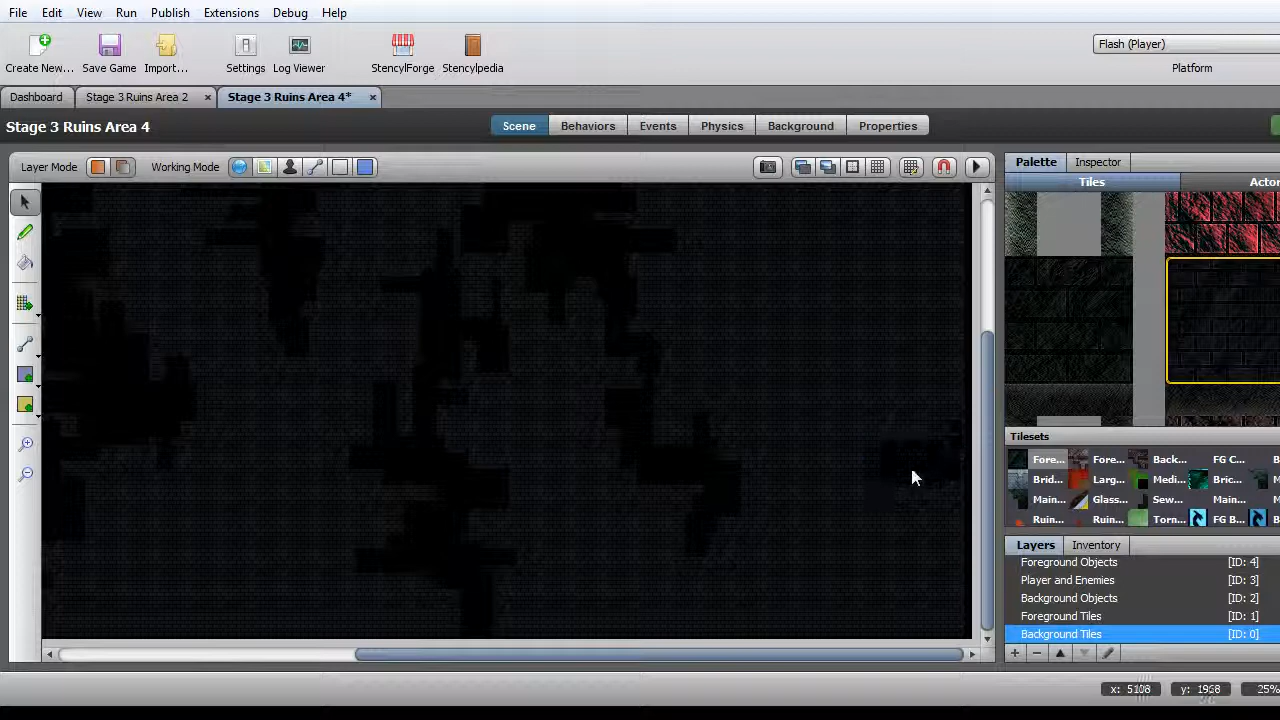 File Edit View Run Publish Extensions Debug Help
Create New... Save Game Import... Settings Log Viewer StencylForge Stencylpedia
Flash (Player)
Platform
Dashboard Stage 3 Ruins Area 2 × Stage 3 Ruins Area 4* ×
Stage 3 Ruins Area 4 Scene Behaviors Events Physics Background Properties
Layer Mode Working Mode
Palette Inspector
Tiles Actor
Tilesets
Fore... Fore... Back... FG C... B
Brid... Larg... Medi... Bric... M
Main... Glass... Sew... Main...
Ruin... Ruin... Torn... FG B... B
Layers Inventory
Foreground Objects [ID: 4]
Player and Enemies [ID: 3]
Background Objects [ID: 2]
Foreground Tiles [ID: 1]
Background Tiles [ID: 0]
x: 5108 y: 25%